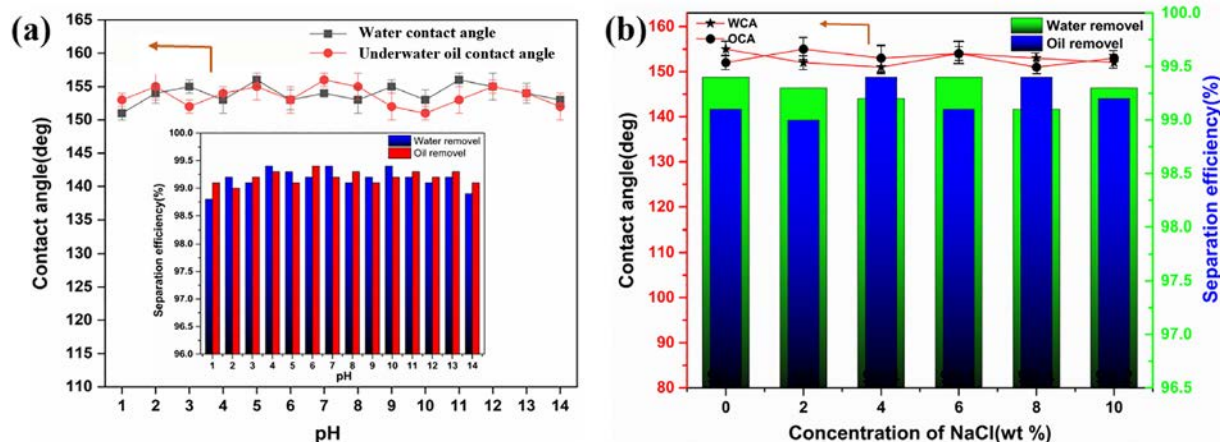 (a)
165
160
155
150
145
140
135
130
125
120
115
110
Contact angle(deg)
Water contact angle
Underwater oil contact angle
100.0
99.5
99.0
98.5
98.0
97.5
97.0
96.5
96.0
Separation efficiency(%)
Water removel
Oil removel
1 2 3 4 5 6 7 8 9 10 11 12 13 14
pH
1 2 3 4 5 6 7 8 9 10 11 12 13 14
pH
(b)
160
150
140
130
120
110
100
90
80
Contact angle(deg)
WCA
OCA
Water removel
Oil removel
100.0
99.5
99.0
98.5
98.0
97.5
97.0
96.5
Separation efficiency(%)
0 2 4 6 8 10
Concentration of NaCl(wt %)